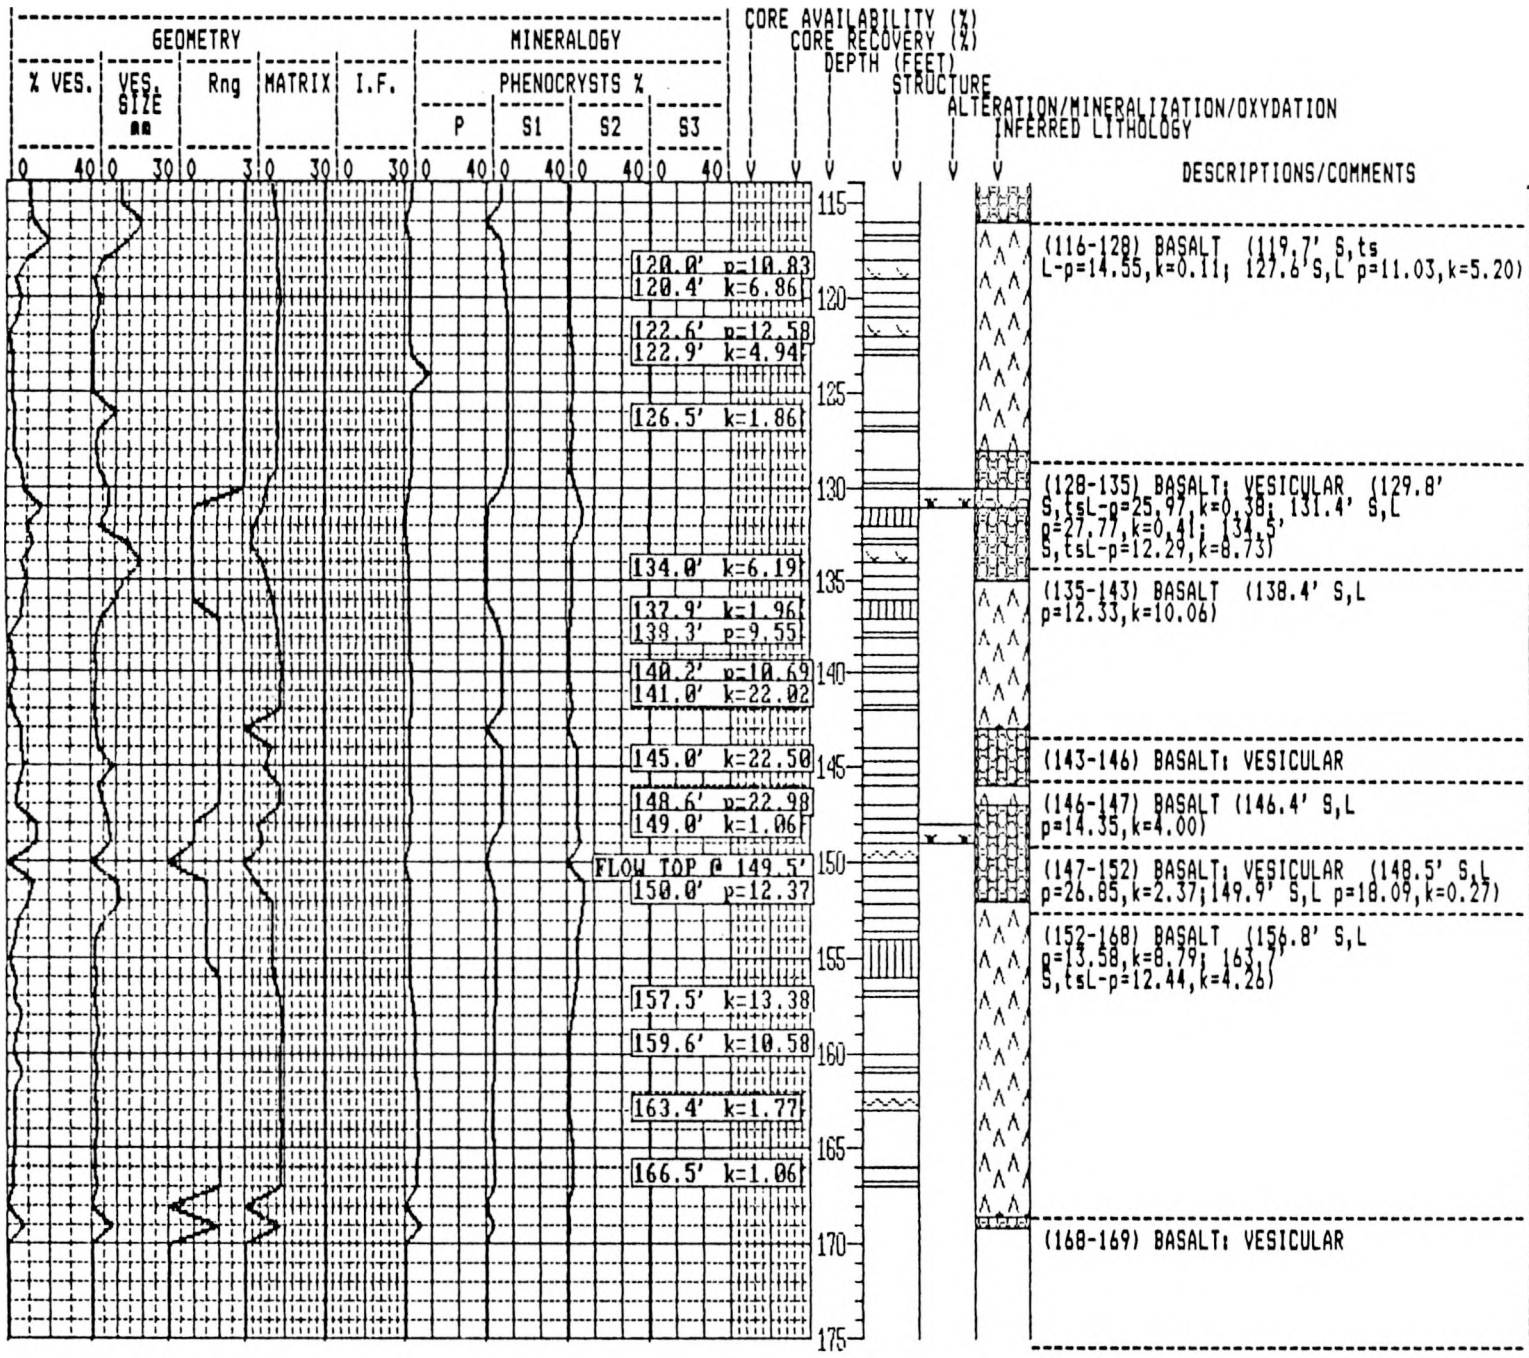 CORE AVAILABILITY (%)
CORE RECOVERY (%)
DEPTH (FEET)
STRUCTURE
ALTERATION/MINERALIZATION/OXYDATION
INFERRED LITHOLOGY
DESCRIPTIONS/COMMENTS
GEOMETRY MINERALOGY
% VES. VES. SIZE mm Rng MATRIX I.F. PHENOCRYSTS %
P S1 S2 S3
0 40 0 30 0 30 30 0 30 0 40 0 40 0 40 0 40
V V V V V V
115
120.0' p=10.83
120.4' k=6.86
120
122.6' p=12.58
122.9' k=4.94
125
126.5' k=1.86
130
134.0' k=6.19
135
137.9' k=1.96
138.3' p=9.55
140.2' p=10.69
140
141.0' k=22.02
145.0' k=22.50
145
148.6' p=22.98
149.0' k=1.06
FLOW TOP @ 149.5'
150
150.0' p=12.37
155
157.5' k=13.38
159.6' k=10.58
160
163.4' k=1.77
165
166.5' k=1.06
170
175
(116-128) BASALT (119.7' S,ts
L-p=14.55,k=0.11; 127.6'S,L p=11.03,k=5.20)
(128-135) BASALT: VESICULAR (129.8'
S,tsL-p=25.97,k=0.38; 131.4' S,L
p=27.77,k=0.41; 134.5'
S,tsL-p=12.29,k=8.73)
(135-143) BASALT (138.4' S,L
p=12.33,k=10.06)
(143-146) BASALT: VESICULAR
(146-147) BASALT (146.4' S,L
p=14.35,k=4.00)
(147-152) BASALT: VESICULAR (148.5' S,L
p=26.85,k=2.37;149.9' S,L p=18.09,k=0.27)
(152-168) BASALT (156.8' S,L
p=13.58,k=8.79; 163.7'
S,tsL-p=12.44,k=4.26)
(168-169) BASALT: VESICULAR